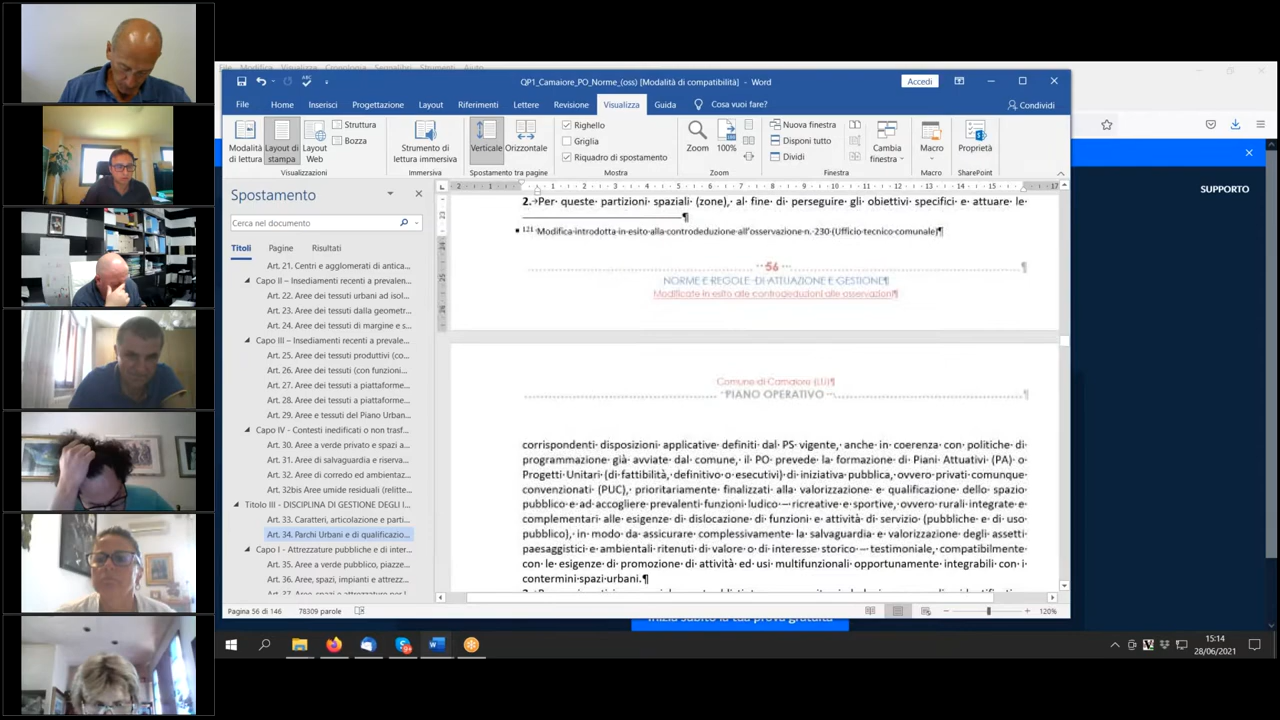 Modifica Visualizza Cronologia Segnalibri Strumenti Aiuto
QP1_Camaiore_PO_Norme_(oss) [Modalità di compatibilità] - Word
Accedi
File Home Inserisci Progettazione Layout Riferimenti Lettere Revisione Visualizza Guida Cosa vuoi fare? Condividi
Modalità di lettura
Layout di stampa
Layout Web
Struttura
Bozza
Visualizzazioni
Strumento di lettura immersiva
Immersiva
Verticale
Orizzontale
Spostamento tra pagine
Righello
Griglia
Riquadro di spostamento
Mostra
Zoom
100%
Zoom
Nuova finestra
Disponi tutto
Dividi
Cambia finestra
Finestra
Macro
Macro
Proprietà
SharePoint
SUPPORTO
Spostamento
Cerca nel documento
Titoli Pagine Risultati
Art. 21. Centri e agglomerati di antica...
Capo II – Insediamenti recenti a prevalen...
Art. 22. Aree dei tessuti urbani ad isol...
Art. 23. Aree dei tessuti dalla geometr...
Art. 24. Aree dei tessuti di margine e s...
Capo III – Insediamenti recenti a prevale...
Art. 25. Aree dei tessuti produttivi (co...
Art. 26. Aree dei tessuti (con funzioni...
Art. 27. Aree dei tessuti a piattaforme...
Art. 28. Aree dei tessuti a piattaforme...
Art. 29. Aree e tessuti del Piano Urban...
Capo IV - Contesti inedificati o non trasf...
Art. 30. Aree a verde privato e spazi a...
Art. 31. Aree di salvaguardia e riserva...
Art. 32. Aree di corredo ed ambientaz...
Art. 32bis Aree umide residuali (relitte...
Titolo III - DISCIPLINA DI GESTIONE DEGLI I...
Art. 33. Caratteri, articolazione e parti...
Art. 34. Parchi Urbani e di qualificazio...
Capo I - Attrezzature pubbliche e di inter...
Art. 35. Aree a verde pubblico, piazze...
Art. 36. Aree, spazi, impianti e attrezz...
Art. 37. Aree, spazi e attrezzature per l...
2. Per queste partizioni spaziali (zone), al fine di perseguire gli obiettivi specifici e attuare le
121 Modifica introdotta in esito alla controdeduzione all'osservazione n. 230 (Ufficio tecnico comunale)
56
NORME E REGOLE DI ATTUAZIONE E GESTIONE
Modificate in esito alle controdeduzioni alle osservazioni
Comune di Camaiore (LU)
PIANO OPERATIVO
corrispondenti disposizioni applicative definiti dal PS vigente, anche in coerenza con politiche di
programmazione già avviate dal comune, il PO prevede la formazione di Piani Attuativi (PA) o
Progetti Unitari (di fattibilità, definitivo o esecutivi) di iniziativa pubblica, ovvero privati comunque
convenzionati (PUC), prioritariamente finalizzati alla valorizzazione e qualificazione dello spazio
pubblico e ad accogliere prevalenti funzioni ludico – ricreative e sportive, ovvero rurali integrate e
complementari alle esigenze di dislocazione di funzioni e attività di servizio (pubbliche e di uso
pubblico), in modo da assicurare complessivamente la salvaguardia e valorizzazione degli assetti
paesaggistici e ambientali ritenuti di valore o di interesse storico – testimoniale, compatibilmente
con le esigenze di promozione di attività ed usi multifunzionali opportunamente integrabili con i
contermini spazi urbani.
Pagina 56 di 146 78309 parole 120%
Inizia subito la tua prova gratuita
15:14
28/06/2021